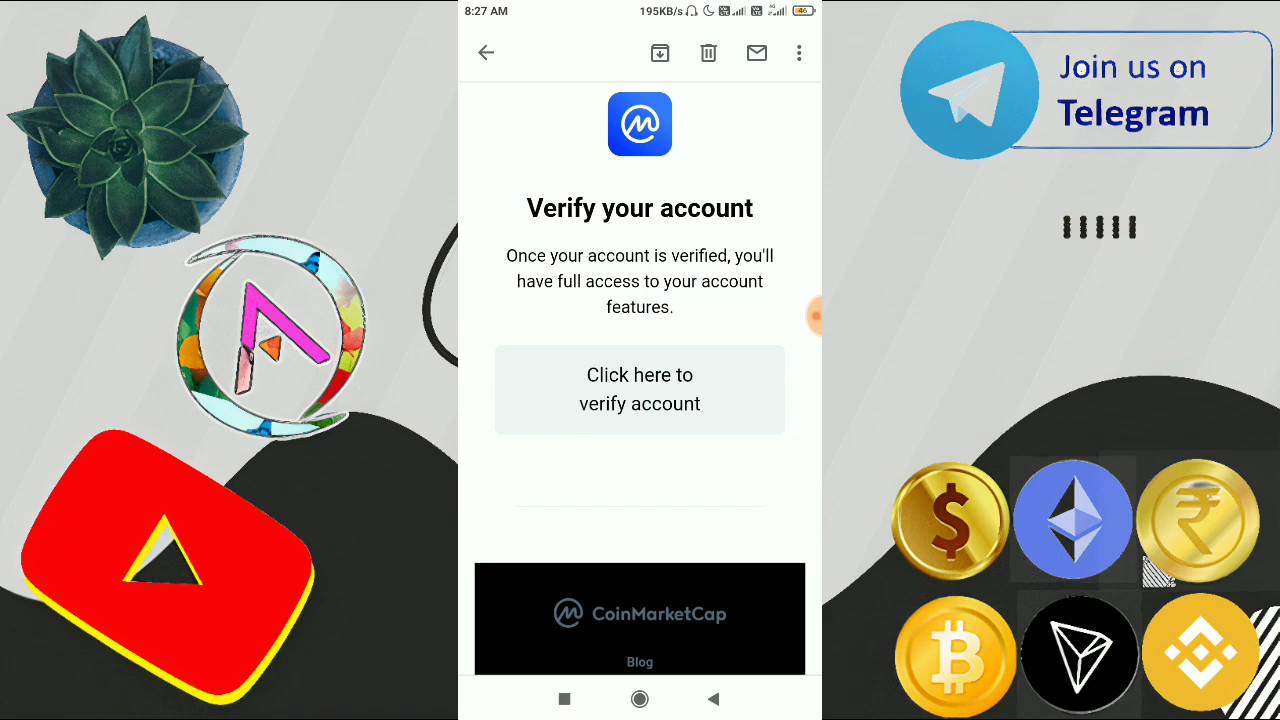 8:27 AM
195KB/s
46
Join us on
Telegram
Verify your account
Once your account is verified, you'll
have full access to your account
features.
Click here to
verify account
CoinMarketCap
Blog